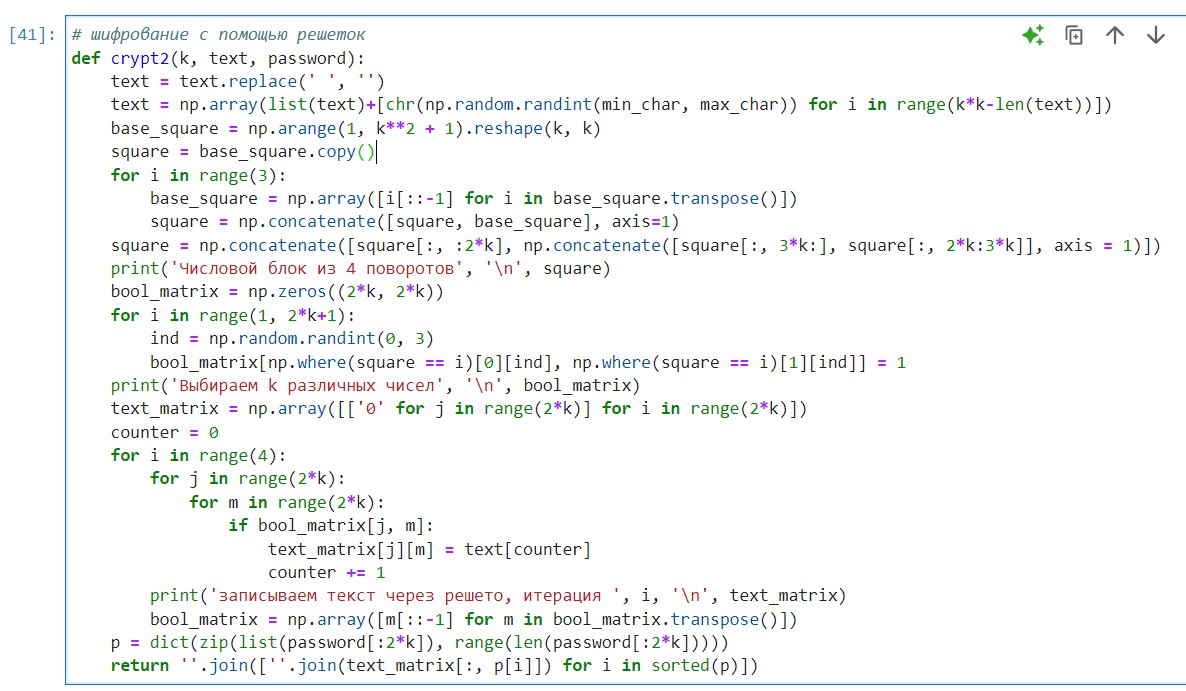 [41]: # шифрование с помощью решеток
def crypt2(k, text, password):
    text = text.replace(' ', '')
    text = np.array(list(text)+[chr(np.random.randint(min_char, max_char)) for i in range(k*k-len(text))])
    base_square = np.arange(1, k**2 + 1).reshape(k, k)
    square = base_square.copy()
    for i in range(3):
        base_square = np.array([i[::-1] for i in base_square.transpose()])
        square = np.concatenate([square, base_square], axis=1)
    square = np.concatenate([square[:, :2*k], np.concatenate([square[:, 3*k:], square[:, 2*k:3*k]], axis = 1)])
    print('Числовой блок из 4 поворотов', '\n', square)
    bool_matrix = np.zeros((2*k, 2*k))
    for i in range(1, 2*k+1):
        ind = np.random.randint(0, 3)
        bool_matrix[np.where(square == i)[0][ind], np.where(square == i)[1][ind]] = 1
    print('Выбираем k различных чисел', '\n', bool_matrix)
    text_matrix = np.array([['0' for j in range(2*k)] for i in range(2*k)])
    counter = 0
    for i in range(4):
        for j in range(2*k):
            for m in range(2*k):
                if bool_matrix[j, m]:
                    text_matrix[j][m] = text[counter]
                    counter += 1
        print('записываем текст через решето, итерация ', i, '\n', text_matrix)
        bool_matrix = np.array([m[::-1] for m in bool_matrix.transpose()])
    p = dict(zip(list(password[:2*k]), range(len(password[:2*k]))))
    return ''.join([''.join(text_matrix[:, p[i]]) for i in sorted(p)])